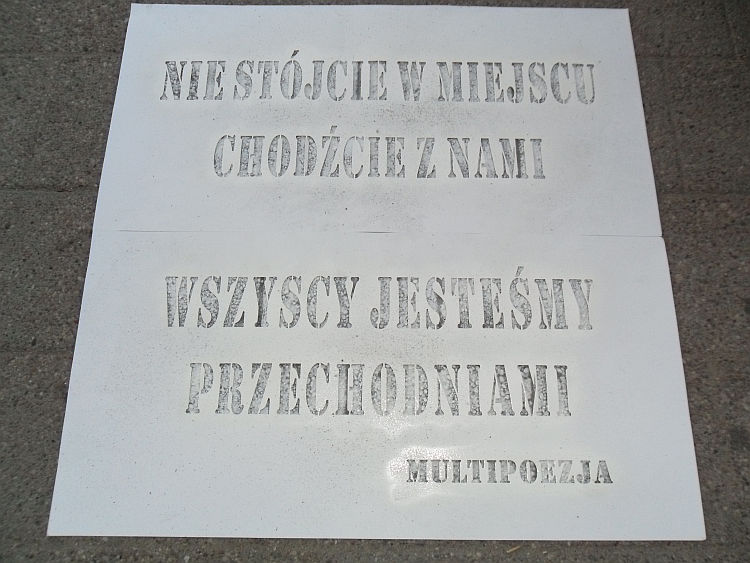 NIE STÓJCIE W MIEJSCU
CHODŹCIE Z NAMI
WSZYSCY JESTEŚMY
PRZECHODNIAMI
MULTIPOEZJA